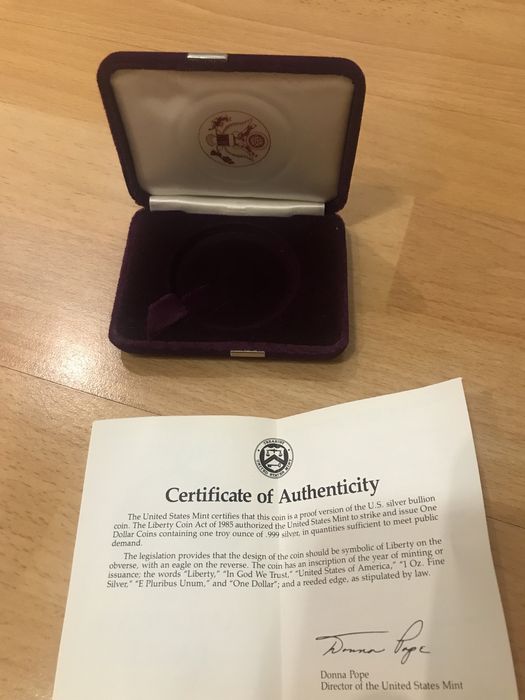 Certificate of Authenticity
The United States Mint certifies that this coin is a proof version of the U.S. silver bullion
coin. The Liberty Coin Act of 1985 authorized the United States Mint to strike and issue One
Dollar Coins containing one troy ounce of .999 silver, in quantities sufficient to meet public
demand.
The legislation provides that the design of the coin should be symbolic of Liberty on the
obverse, with an eagle on the reverse. The coin has an inscription of the year of minting or
issuance; the words "Liberty," "In God We Trust," "United States of America," "1 Oz. Fine
Silver," "E Pluribus Unum," and "One Dollar"; and a reeded edge, as stipulated by law.
Donna Pope
Donna Pope
Director of the United States Mint